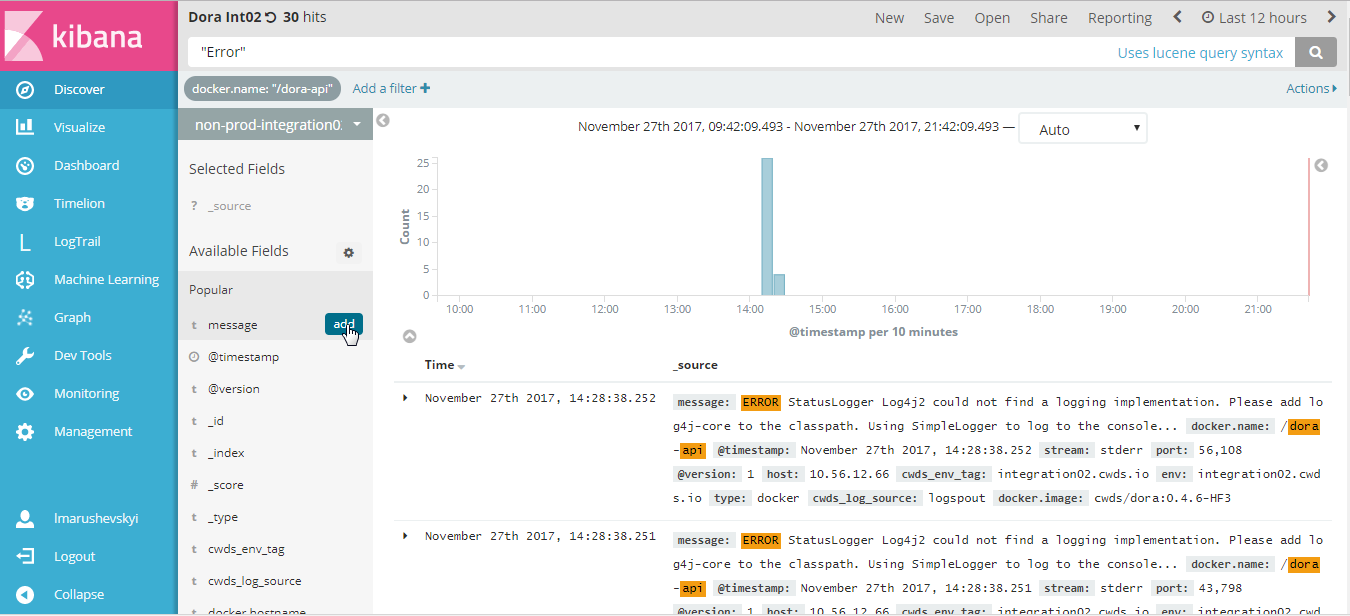 kibana
Discover
Visualize
Dashboard
Timelion
LogTrail
Machine Learning
Graph
Dev Tools
Monitoring
Management
lmarushevskyi
Logout
Collapse
Dora Int02 30 hits
New Save Open Share Reporting Last 12 hours
"Error"
Uses lucene query syntax
docker.name: "/dora-api" Add a filter
Actions
non-prod-integration0
Selected Fields
? _source
Available Fields
Popular
t message add
@timestamp
t @version
t _id
t _index
# _score
t _type
t cwds_env_tag
t cwds_log_source
t docker.hostname
November 27th 2017, 09:42:09.493 - November 27th 2017, 21:42:09.493 — Auto
Count
25
20
15
10
5
0
10:00 11:00 12:00 13:00 14:00 15:00 16:00 17:00 18:00 19:00 20:00 21:00
@timestamp per 10 minutes
Time _source
November 27th 2017, 14:28:38.252
message: ERROR StatusLogger Log4j2 could not find a logging implementation. Please add lo
g4j-core to the classpath. Using SimpleLogger to log to the console... docker.name: /dora
-api @timestamp: November 27th 2017, 14:28:38.252 stream: stderr port: 56,108
@version: 1 host: 10.56.12.66 cwds_env_tag: integration02.cwds.io env: integration02.cwd
s.io type: docker cwds_log_source: logspout docker.image: cwds/dora:0.4.6-HF3
November 27th 2017, 14:28:38.251
message: ERROR StatusLogger Log4j2 could not find a logging implementation. Please add lo
g4j-core to the classpath. Using SimpleLogger to log to the console... docker.name: /dora
-api @timestamp: November 27th 2017, 14:28:38.251 stream: stderr port: 43,798
@version: 1 host: 10.56.12.66 cwds_env_tag: integration02.cwds.io env: integration02.cwd